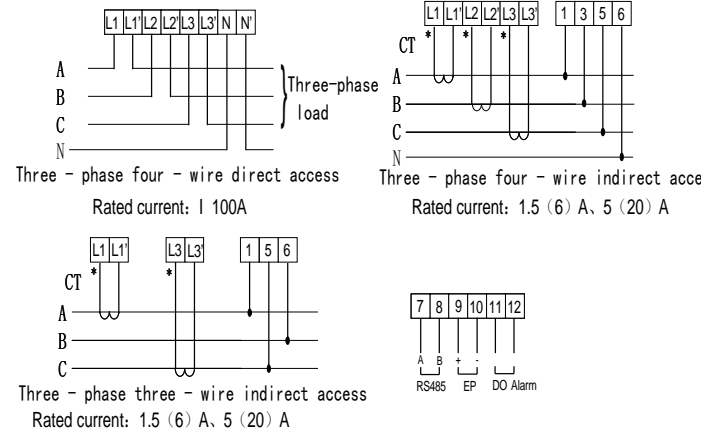 L1 L1' L2 L2' L3 L3' N N'
A
B
C
N
Three-phase
load
Three - phase four - wire direct access
Rated current: I 100A
L1 L1' L2 L2' L3 L3' 1 3 5 6
* * *
CT
A
B
C
N
Three - phase four - wire indirect acce
Rated current: 1.5（6）A、5（20）A
L1 L1' L3 L3' 1 5 6
* *
CT
A
B
C
Three - phase three - wire indirect access
Rated current: 1.5（6）A、5（20）A
7 8 9 10 11 12
A B + -
RS485 EP DO Alarm